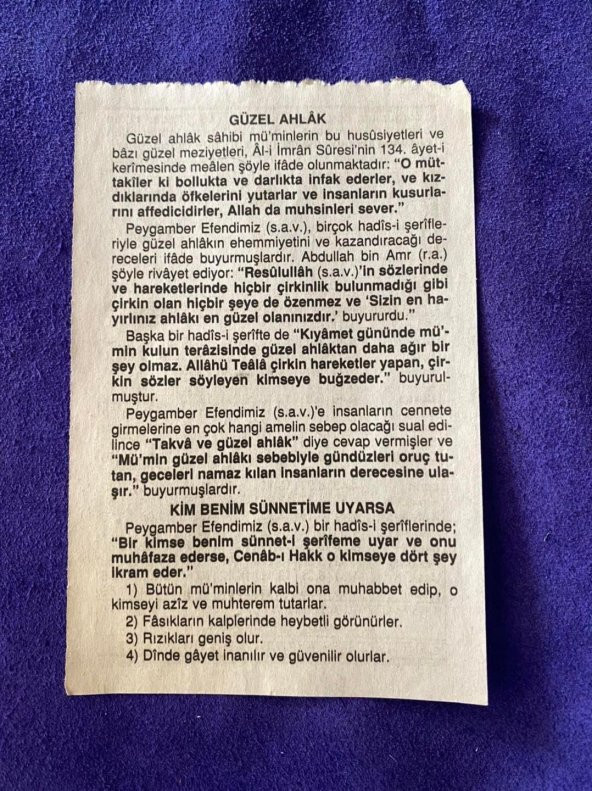 GÜZEL AHLÂK
Güzel ahlâk sâhibi mü'minlerin bu husûsiyetleri ve
bâzı güzel meziyetleri, Âl-i İmrân Sûresi'nin 134. âyet-i
kerîmesinde meâlen şöyle ifâde olunmaktadır: "O müt-
takîler ki bollukta ve darlıkta infak ederler, ve kız-
dıklarında öfkelerini yutarlar ve insanların kusurla-
rını affedicidirler, Allah da muhsinleri sever."
Peygamber Efendimiz (s.a.v.), birçok hadîs-i şerîfle-
riyle güzel ahlâkın ehemmiyetini ve kazandıracağı de-
receleri ifâde buyurmuşlardır. Abdullah bin Amr (r.a.)
şöyle rivâyet ediyor: "Resûlullâh (s.a.v.)'in sözlerinde
ve hareketlerinde hiçbir çirkinlik bulunmadığı gibi
çirkin olan hiçbir şeye de özenmez ve 'Sizin en ha-
yırlınız ahlâkı en güzel olanınızdır.' buyururdu."
Başka bir hadîs-i şerîfte de "Kıyâmet gününde mü'-
min kulun terâzisinde güzel ahlâktan daha ağır bir
şey olmaz. Allâhü Teâlâ çirkin hareketler yapan, çir-
kin sözler söyleyen kimseye buğzeder." buyurul-
muştur.
Peygamber Efendimiz (s.a.v.)'e insanların cennete
girmelerine en çok hangi amelin sebep olacağı sual edi-
lince "Takvâ ve güzel ahlâk" diye cevap vermişler ve
"Mü'min güzel ahlâkı sebebiyle gündüzleri oruç tu-
tan, geceleri namaz kılan insanların derecesine ula-
şır." buyurmuşlardır.
KİM BENİM SÜNNETİME UYARSA
Peygamber Efendimiz (s.a.v.) bir hadîs-i şerîflerinde;
"Bir kimse benim sünnet-i şerîfeme uyar ve onu
muhâfaza ederse, Cenâb-ı Hakk o kimseye dört şey
ikram eder."
1) Bütün mü'minlerin kalbi ona muhabbet edip, o
kimseyi azîz ve muhterem tutarlar.
2) Fâsıkların kalplerinde heybetli görünürler.
3) Rızıkları geniş olur.
4) Dînde gâyet inanılır ve güvenilir olurlar.